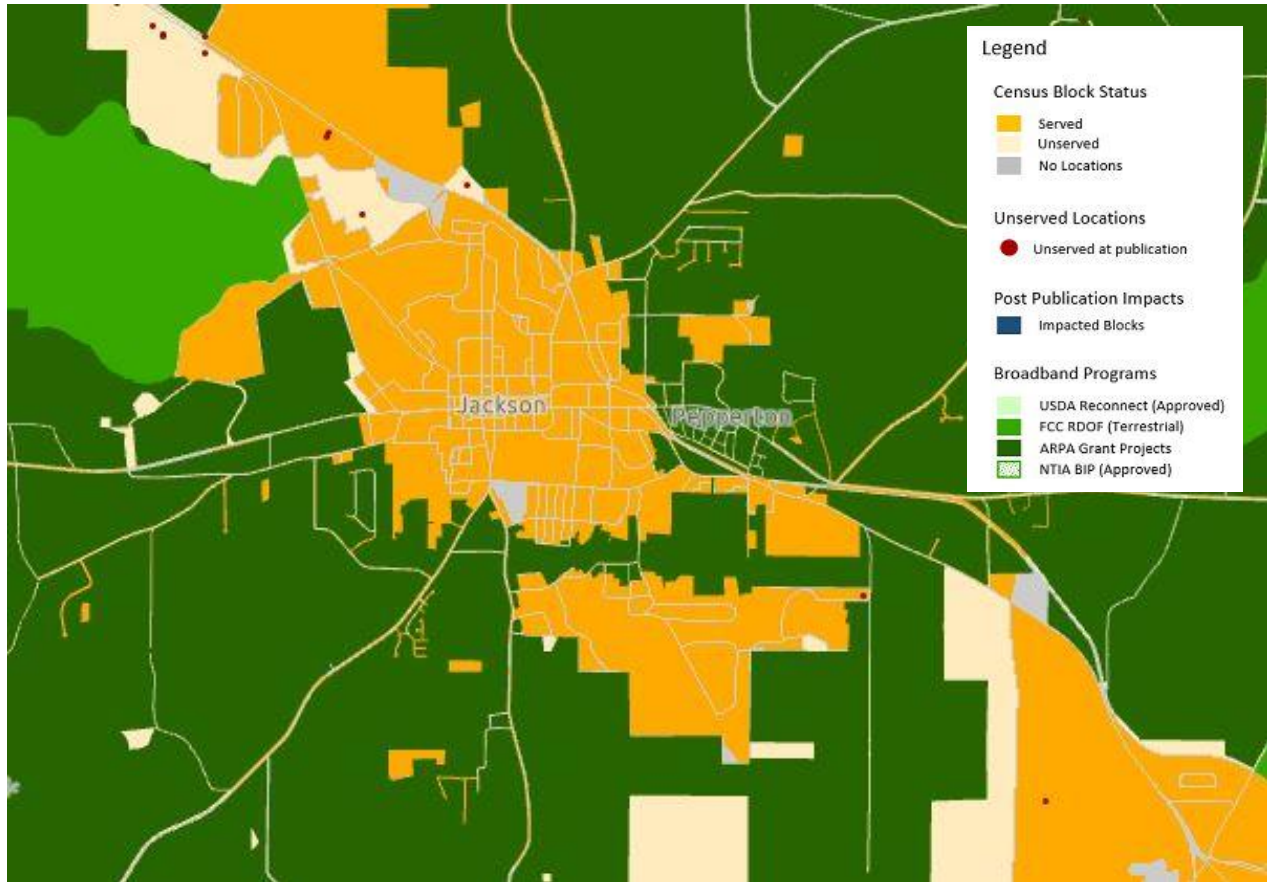 Legend
Census Block Status
Served
Unserved
No Locations
Unserved Locations
Unserved at publication
Post Publication Impacts
Impacted Blocks
Broadband Programs
USDA Reconnect (Approved)
FCC RDOF (Terrestrial)
ARPA Grant Projects
NTIA BIP (Approved)
Jackson
Pepperton